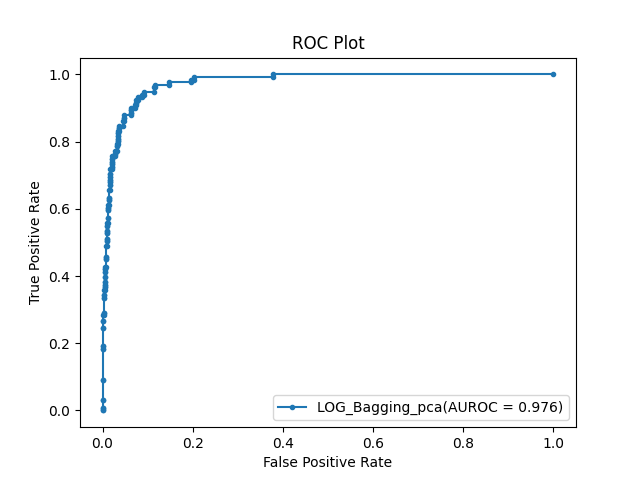 ROC Plot
1.0
0.8
0.6
0.4
0.2
0.0
True Positive Rate
LOG_Bagging_pca(AUROC = 0.976)
0.0 0.2 0.4 0.6 0.8 1.0
False Positive Rate